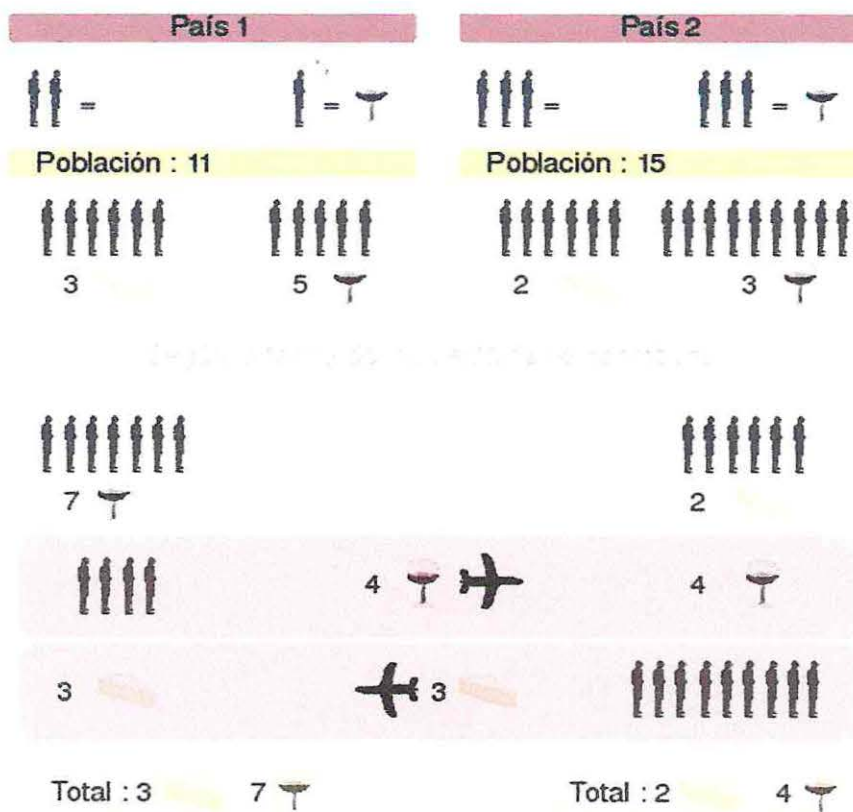 País 1 País 2
= = = =
Población : 11 Población : 15
3 5 2 3
7 2
4 4
3 3
Total : 3 7 Total : 2 4